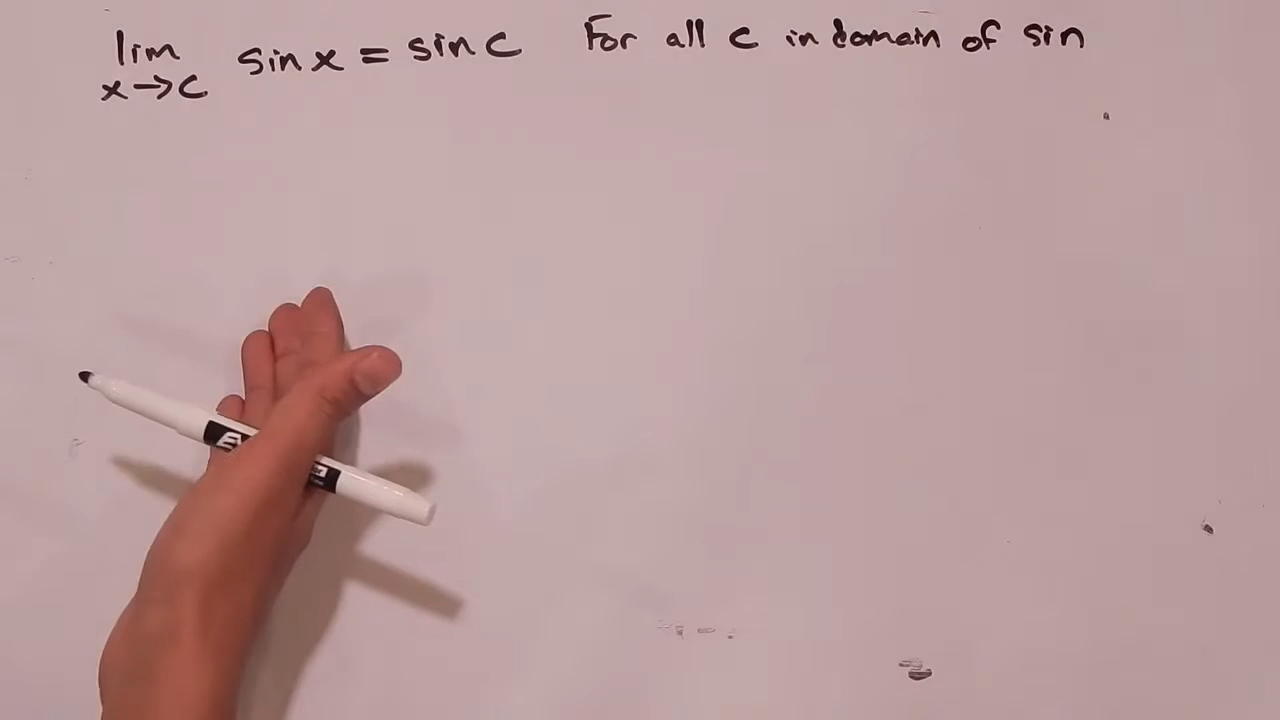 lim x→c sin x = sin c For all c in domain of sin